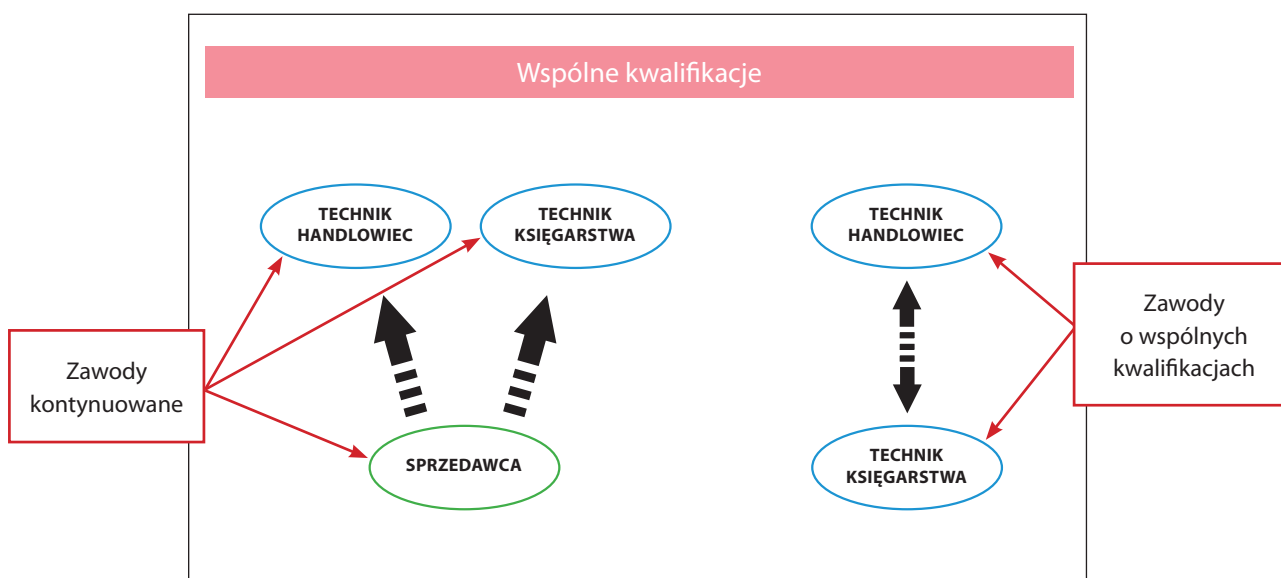 Wspólne kwalifikacje
TECHNIK
HANDLOWIEC
TECHNIK
KSIĘGARSTWA
TECHNIK
HANDLOWIEC
Zawody
kontynuowane
Zawody
o wspólnych
kwalifikacjach
SPRZEDAWCA
TECHNIK
KSIĘGARSTWA